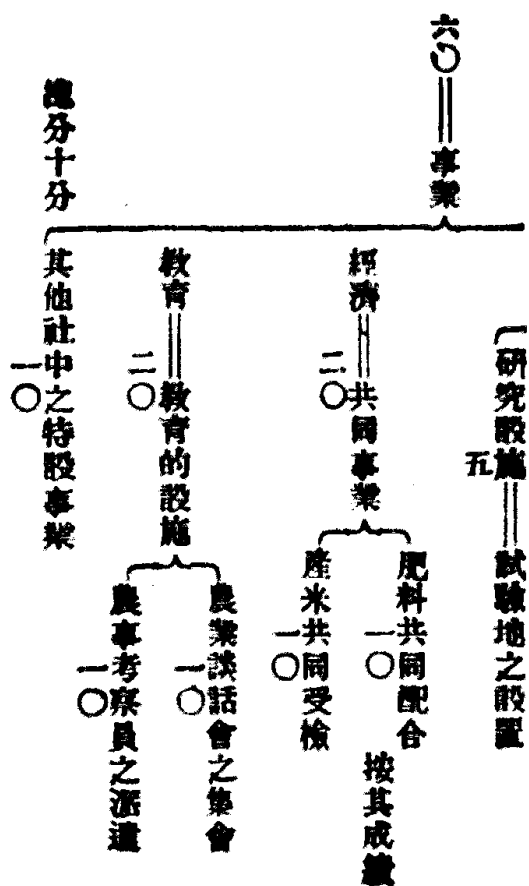 研究設施＝試驗地之設置
五
六〇＝事業
經濟＝共同事業
二〇
肥料共同配合
一〇
按其成績
產米共同受檢
一〇
教育＝教育的設施
二〇
農業談話會之集會
一〇
農事考察員之派遣
一〇
其他社中之特設事業
一〇
總分十分